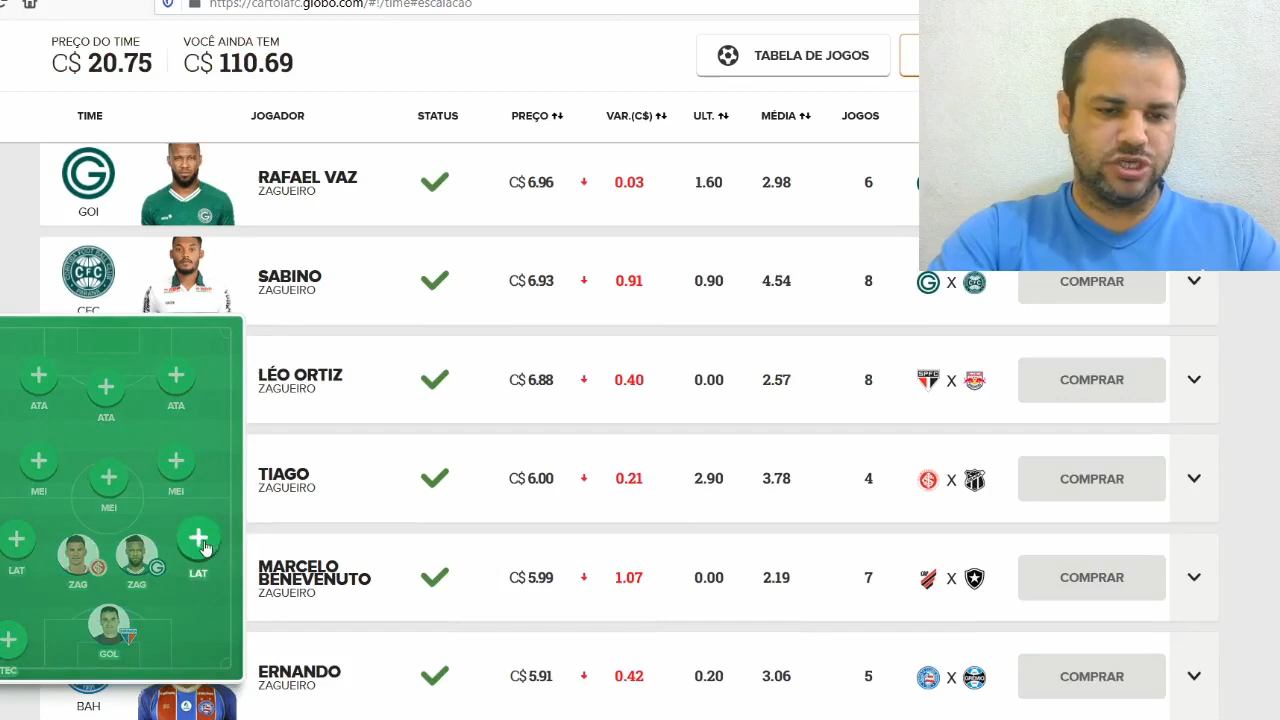 https://cartolafc.globo.com/#!/time#escalacao
PREÇO DO TIME
C$ 20.75
VOCÊ AINDA TEM
C$ 110.69
TABELA DE JOGOS
TIME JOGADOR STATUS PREÇO VAR.(C$) ULT. MÉDIA JOGOS
GOI
RAFAEL VAZ
ZAGUEIRO
C$ 6.96 0.03 1.60 2.98 6
CFC
SABINO
ZAGUEIRO
C$ 6.93 0.91 0.90 4.54 8 X COMPRAR
LÉO ORTIZ
ZAGUEIRO
C$ 6.88 0.40 0.00 2.57 8 SPFC X COMPRAR
TIAGO
ZAGUEIRO
C$ 6.00 0.21 2.90 3.78 4 X COMPRAR
MARCELO
BENEVENUTO
ZAGUEIRO
C$ 5.99 1.07 0.00 2.19 7 X COMPRAR
ERNANDO
ZAGUEIRO
C$ 5.91 0.42 0.20 3.06 5 X COMPRAR
BAH
ATA ATA ATA
MEI MEI MEI
LAT ZAG ZAG LAT
TEC GOL